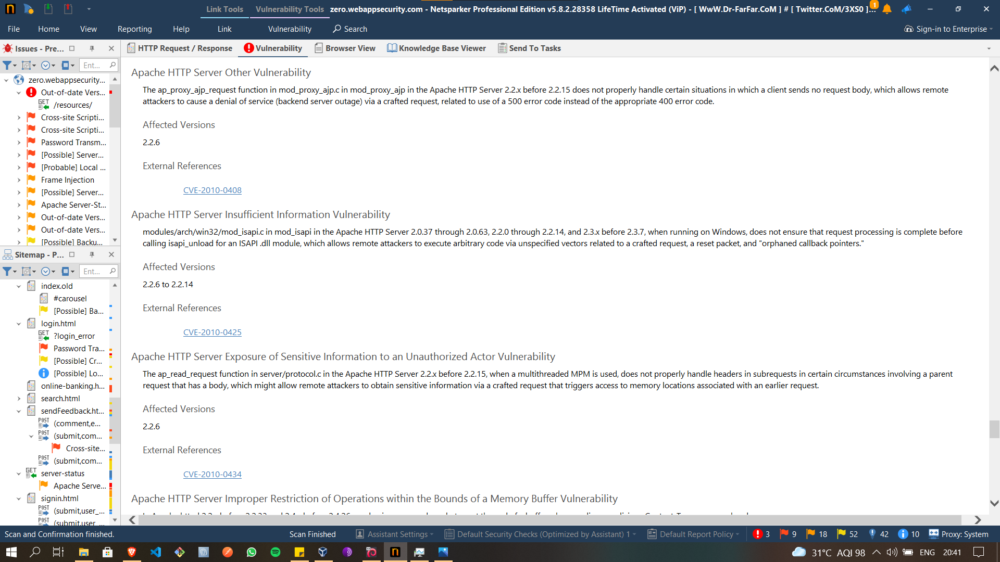 Link Tools
Vulnerability Tools
zero.webappsecurity.com - Netsparker Professional Edition v5.8.2.28358 LifeTime Activated (ViP) - [ WwW.Dr-FarFar.CoM ] # [ Twitter.CoM/3XS0 ]...
1
File
Home
View
Reporting
Help
Link
Vulnerability
Search
Sign-in to Enterprise
Issues - Pre...
HTTP Request / Response
Vulnerability
Browser View
Knowledge Base Viewer
Send To Tasks
Ent...
zero.webappsecurity...
Out-of-date Vers...
GET /resources/
Cross-site Scripti...
Cross-site Scripti...
Password Transm...
[Possible] Server...
[Probable] Local ...
Frame Injection
[Possible] Server...
Apache Server-St...
Out-of-date Vers...
Out-of-date Vers...
[Possible] Backu...
Sitemap - P...
Ent...
index.old
#carousel
[Possible] Ba...
login.html
GET ?login_error
Password Tra...
[Possible] Cr...
[Possible] Lo...
online-banking.h...
search.html
sendFeedback.ht...
POST (comment,e...
POST (submit,com...
Cross-site...
POST (submit,com...
GET server-status
Apache Serve...
signin.html
POST (submit,user_...
POST (submit,user_...
Apache HTTP Server Other Vulnerability
The ap_proxy_ajp_request function in mod_proxy_ajp.c in mod_proxy_ajp in the Apache HTTP Server 2.2.x before 2.2.15 does not properly handle certain situations in which a client sends no request body, which allows remote
attackers to cause a denial of service (backend server outage) via a crafted request, related to use of a 500 error code instead of the appropriate 400 error code.
Affected Versions
2.2.6
External References
CVE-2010-0408
Apache HTTP Server Insufficient Information Vulnerability
modules/arch/win32/mod_isapi.c in mod_isapi in the Apache HTTP Server 2.0.37 through 2.0.63, 2.2.0 through 2.2.14, and 2.3.x before 2.3.7, when running on Windows, does not ensure that request processing is complete before
calling isapi_unload for an ISAPI .dll module, which allows remote attackers to execute arbitrary code via unspecified vectors related to a crafted request, a reset packet, and "orphaned callback pointers."
Affected Versions
2.2.6 to 2.2.14
External References
CVE-2010-0425
Apache HTTP Server Exposure of Sensitive Information to an Unauthorized Actor Vulnerability
The ap_read_request function in server/protocol.c in the Apache HTTP Server 2.2.x before 2.2.15, when a multithreaded MPM is used, does not properly handle headers in subrequests in certain circumstances involving a parent
request that has a body, which might allow remote attackers to obtain sensitive information via a crafted request that triggers access to memory locations associated with an earlier request.
Affected Versions
2.2.6
External References
CVE-2010-0434
Apache HTTP Server Improper Restriction of Operations within the Bounds of a Memory Buffer Vulnerability
Scan and Confirmation finished.
Scan Finished
Assistant Settings
Default Security Checks (Optimized by Assistant) 1
Default Report Policy
3
9
18
52
42
10
Proxy: System
31°C AQI 98
ENG
20:41